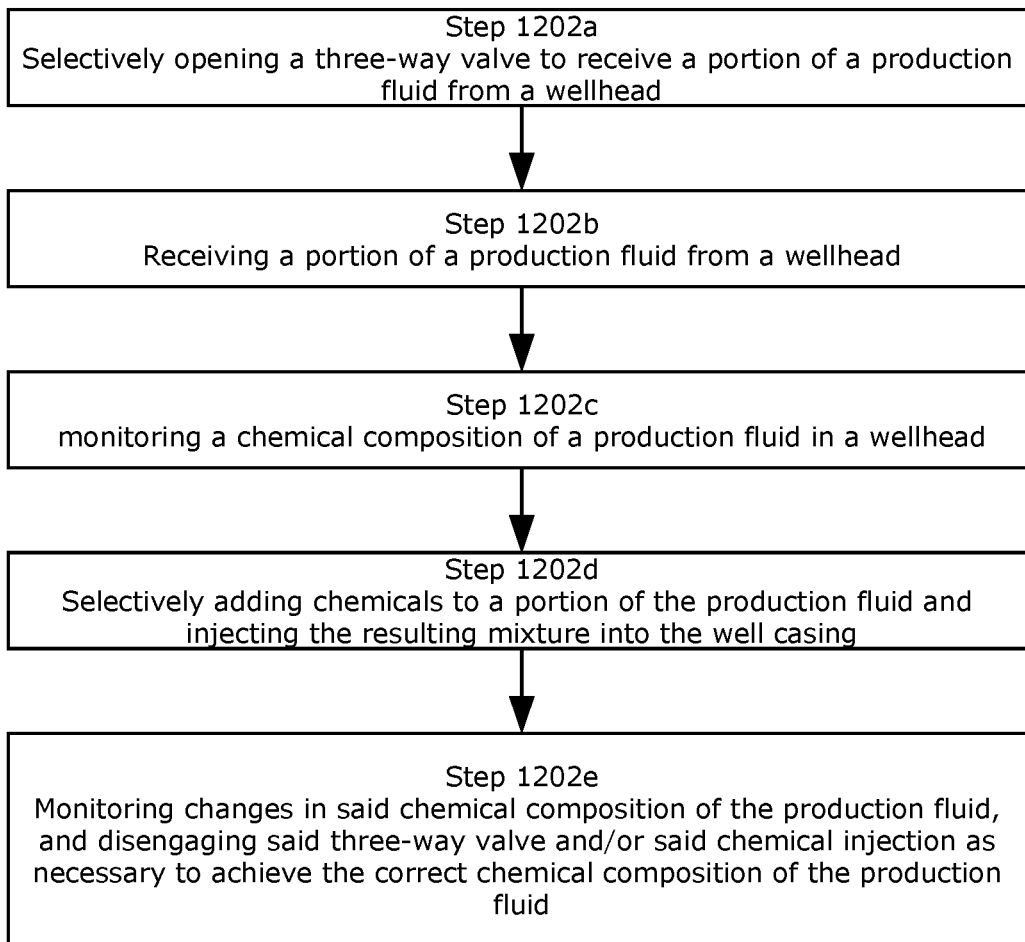 Step 1202a
Selectively opening a three-way valve to receive a portion of a production
fluid from a wellhead
Step 1202b
Receiving a portion of a production fluid from a wellhead
Step 1202c
monitoring a chemical composition of a production fluid in a wellhead
Step 1202d
Selectively adding chemicals to a portion of the production fluid and
injecting the resulting mixture into the well casing
Step 1202e
Monitoring changes in said chemical composition of the production fluid,
and disengaging said three-way valve and/or said chemical injection as
necessary to achieve the correct chemical composition of the production
fluid